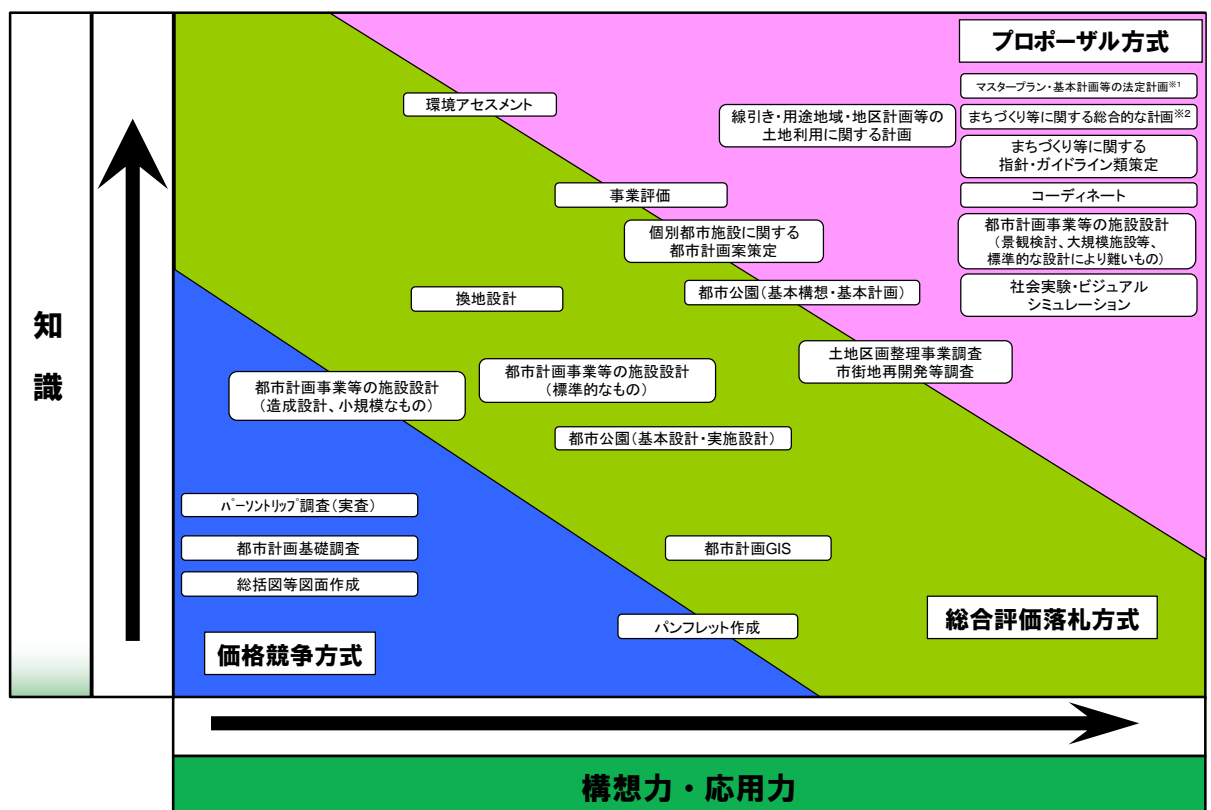 プロポーザル方式
マスタープラン・基本計画等の法定計画※1
まちづくり等に関する総合的な計画※2
まちづくり等に関する
指針・ガイドライン類策定
コーディネート
都市計画事業等の施設設計
(景観検討、大規模施設等、
標準的な設計により難いもの)
社会実験・ビジュアル
シミュレーション
環境アセスメント
線引き・用途地域・地区計画等の
土地利用に関する計画
事業評価
個別都市施設に関する
都市計画案策定
都市公園(基本構想・基本計画)
換地設計
土地区画整理事業調査
市街地再開発等調査
都市計画事業等の施設設計
(標準的なもの)
都市計画事業等の施設設計
(造成設計、小規模なもの)
都市公園(基本設計・実施設計)
パーソントリップ調査(実査)
都市計画基礎調査
都市計画GIS
総括図等図面作成
パンフレット作成
総合評価落札方式
価格競争方式
知
識
構想力・応用力